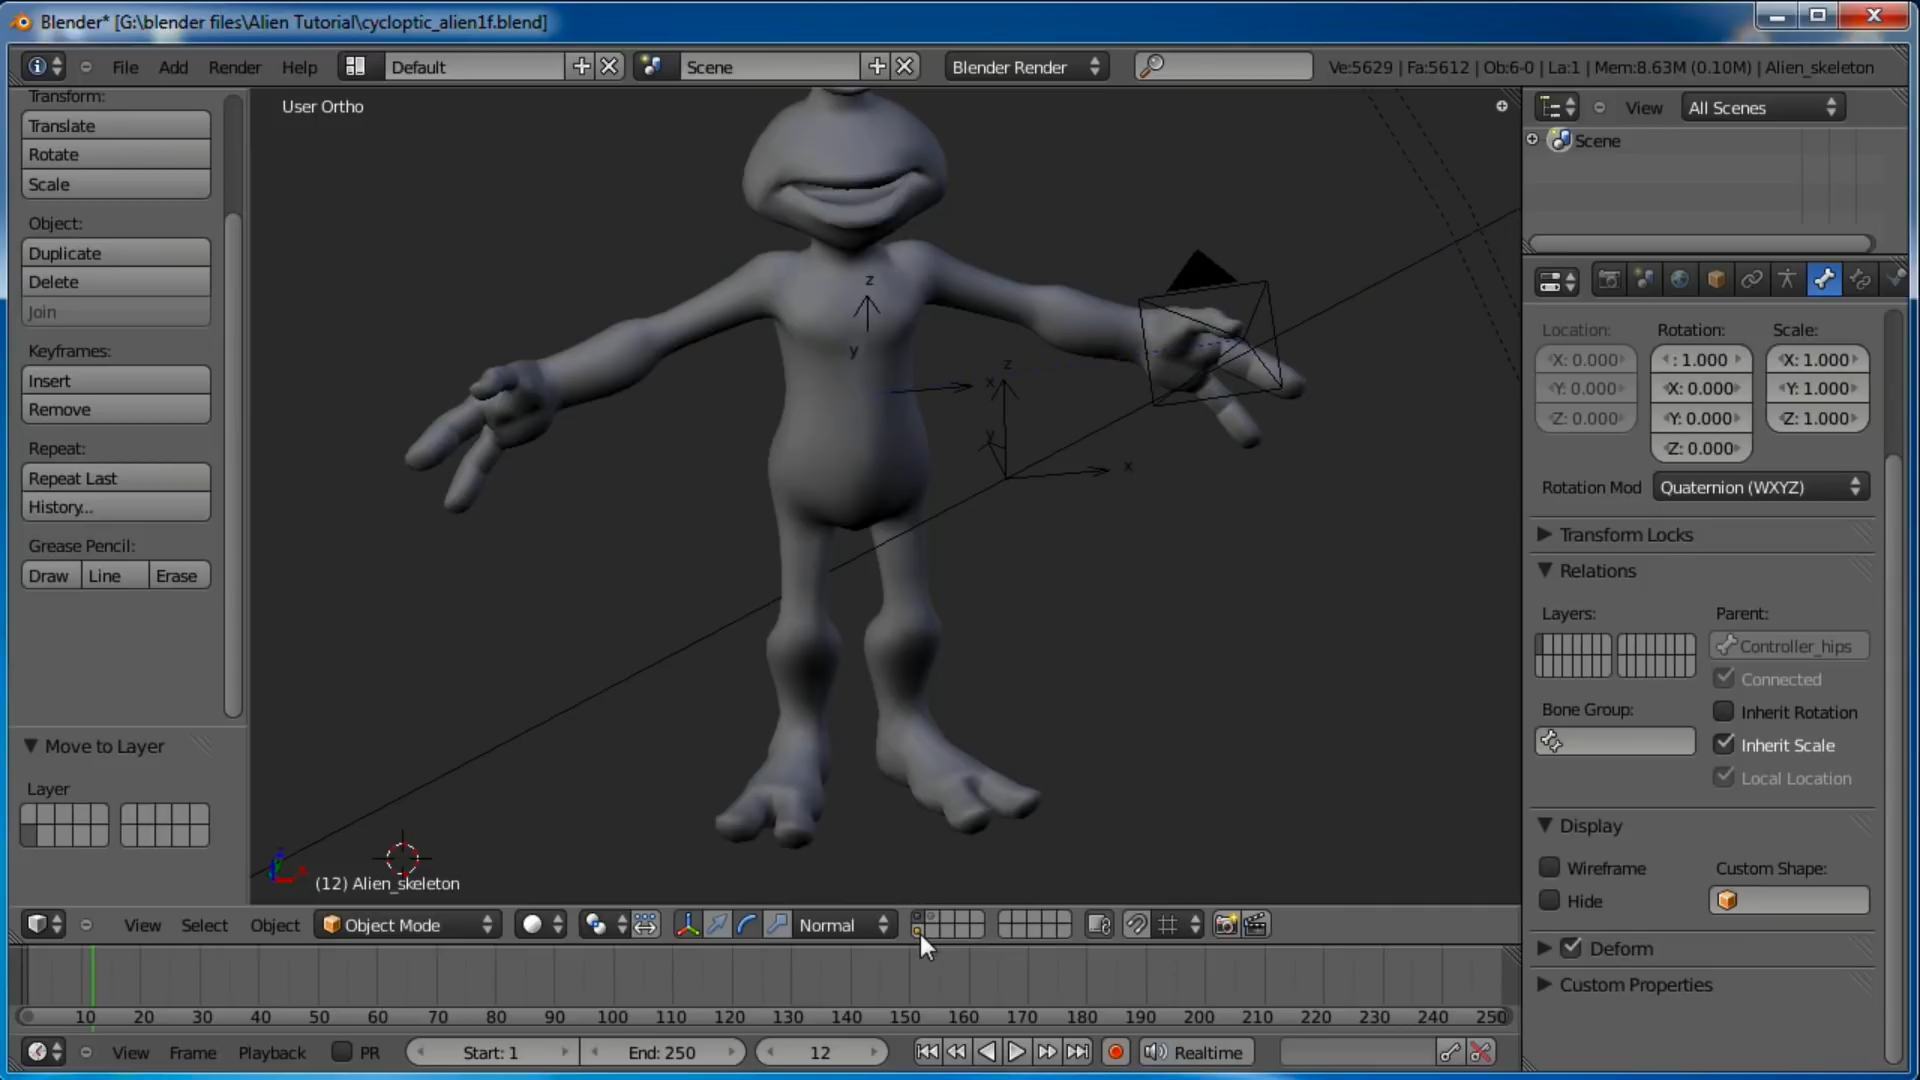 Blender* [G:\blender files\Alien Tutorial\cycloptic_alien1f.blend]
File Add Render Help Default Scene Blender Render Ve:5629 | Fa:5612 | Ob:6-0 | La:1 | Mem:8.63M (0.10M) | Alien_skeleton
Transform:
Translate
Rotate
Scale
Object:
Duplicate
Delete
Join
Keyframes:
Insert
Remove
Repeat:
Repeat Last
History...
Grease Pencil:
Draw Line Erase
Move to Layer
Layer
User Ortho
z
y
x
z
y
x
(12) Alien_skeleton
View All Scenes
Scene
Location: Rotation: Scale:
X: 0.000 : 1.000 X: 1.000
Y: 0.000 X: 0.000 Y: 1.000
Z: 0.000 Y: 0.000 Z: 1.000
Z: 0.000
Rotation Mod Quaternion (WXYZ)
Transform Locks
Relations
Layers: Parent:
Controller_hips
Connected
Bone Group: Inherit Rotation
Inherit Scale
Local Location
Display
Wireframe Custom Shape:
Hide
Deform
Custom Properties
View Select Object Object Mode Normal
10 20 30 40 50 60 70 80 90 100 110 120 130 140 150 160 170 180 190 200 210 220 230 240 250
View Frame Playback PR Start: 1 End: 250 12 Realtime